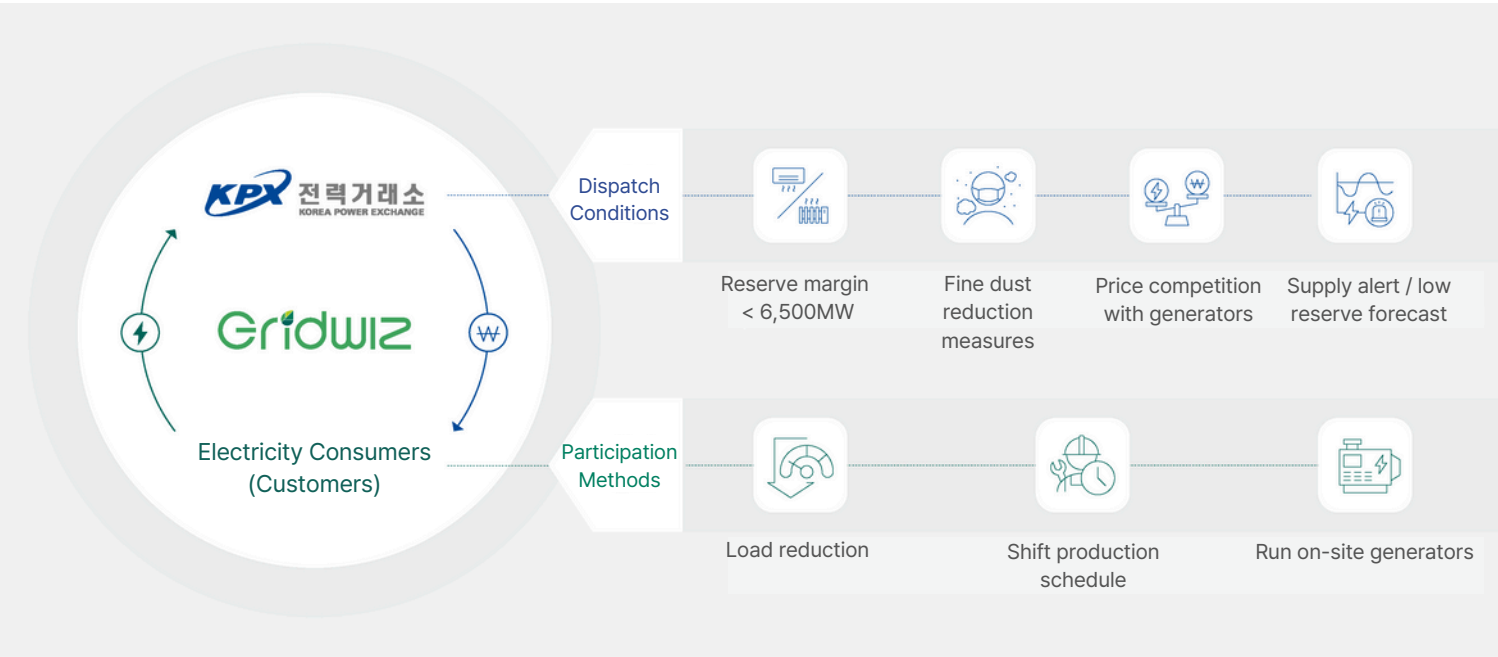 KPX 전력거래소
KOREA POWER EXCHANGE
Gridwiz
Electricity Consumers
(Customers)
Dispatch
Conditions
Reserve margin
< 6,500MW
Fine dust
reduction
measures
Price competition
with generators
Supply alert / low
reserve forecast
Participation
Methods
Load reduction
Shift production
schedule
Run on-site generators